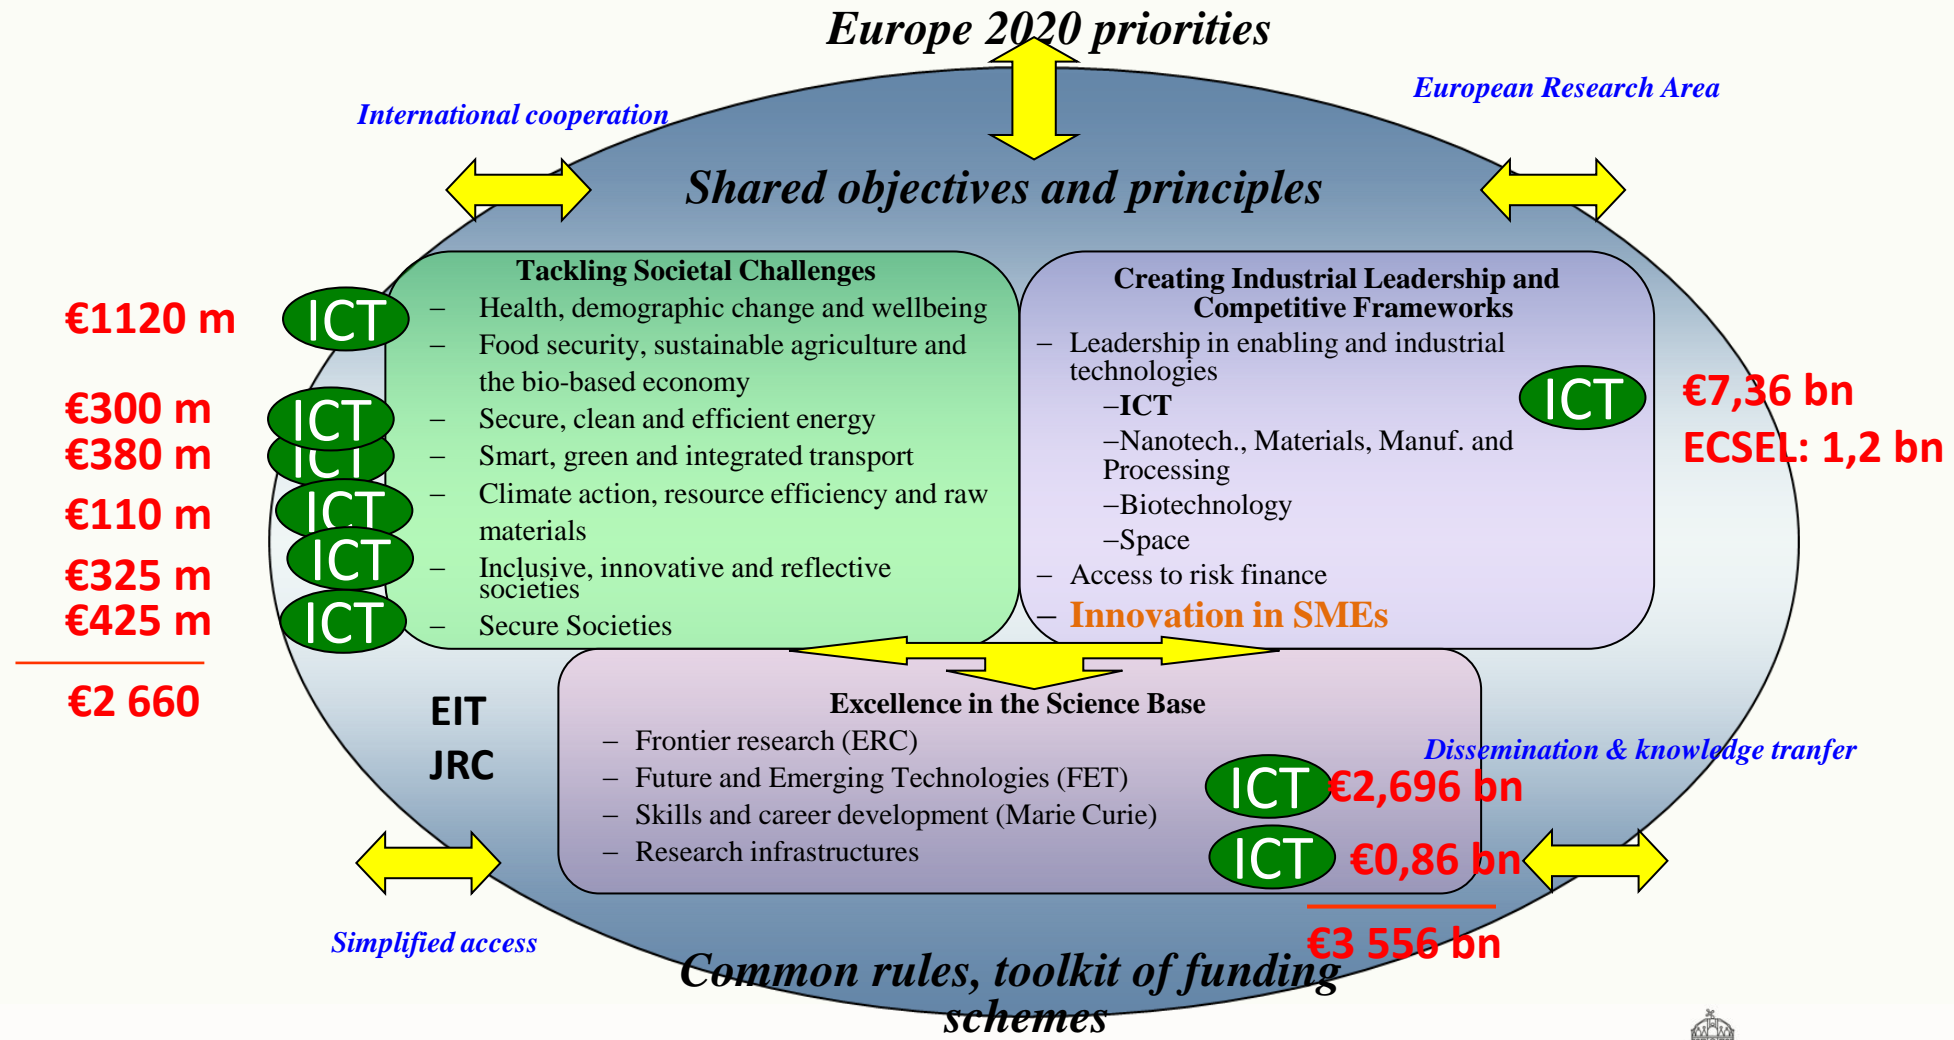 Europe 2020 priorities
International cooperation
European Research Area
Shared objectives and principles
Tackling Societal Challenges
– Health, demographic change and wellbeing
– Food security, sustainable agriculture and
the bio-based economy
– Secure, clean and efficient energy
– Smart, green and integrated transport
– Climate action, resource efficiency and raw
materials
– Inclusive, innovative and reflective
societies
– Secure Societies
€1120 m
ICT
€300 m
ICT
€380 m
ICT
€110 m
ICT
€325 m
ICT
€425 m
ICT
€2 660
Creating Industrial Leadership and
Competitive Frameworks
– Leadership in enabling and industrial
technologies
–ICT
–Nanotech., Materials, Manuf. and
Processing
–Biotechnology
–Space
– Access to risk finance
– Innovation in SMEs
ICT
€7,36 bn
ECSEL: 1,2 bn
EIT
JRC
Excellence in the Science Base
– Frontier research (ERC)
– Future and Emerging Technologies (FET)
– Skills and career development (Marie Curie)
– Research infrastructures
Dissemination & knowledge tranfer
ICT €2,696 bn
ICT €0,86 bn
€3 556 bn
Simplified access
Common rules, toolkit of funding
schemes